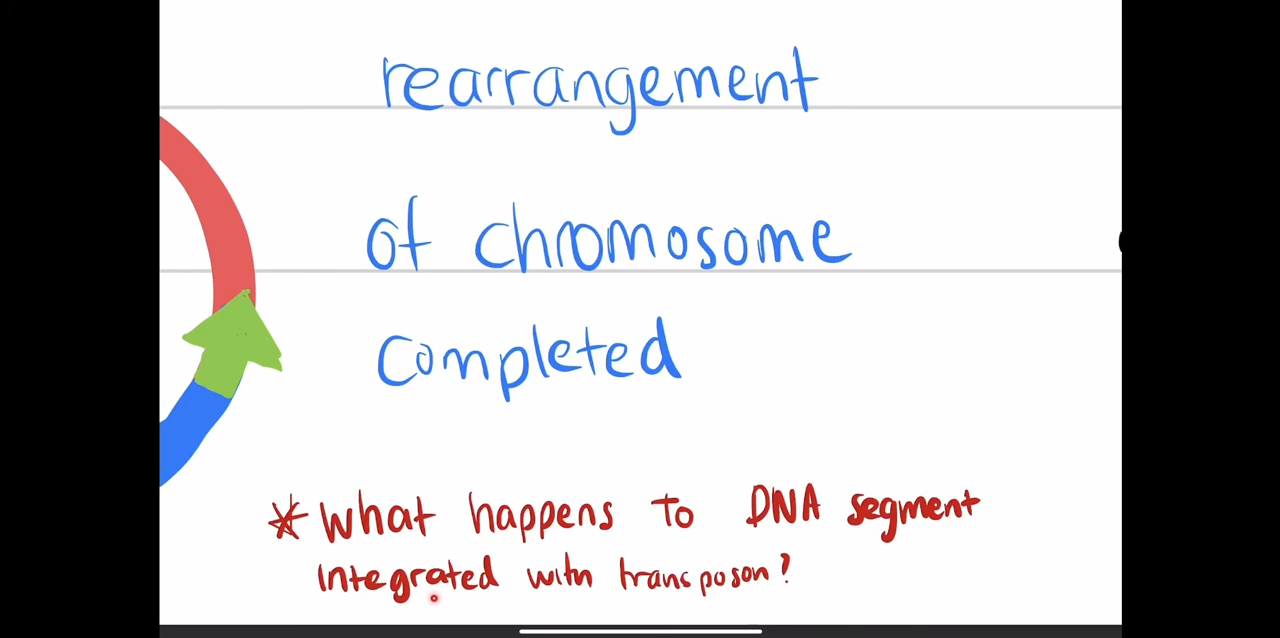 rearrangement
of chromosome
completed
* What happens to DNA segment
integrated with transposon?